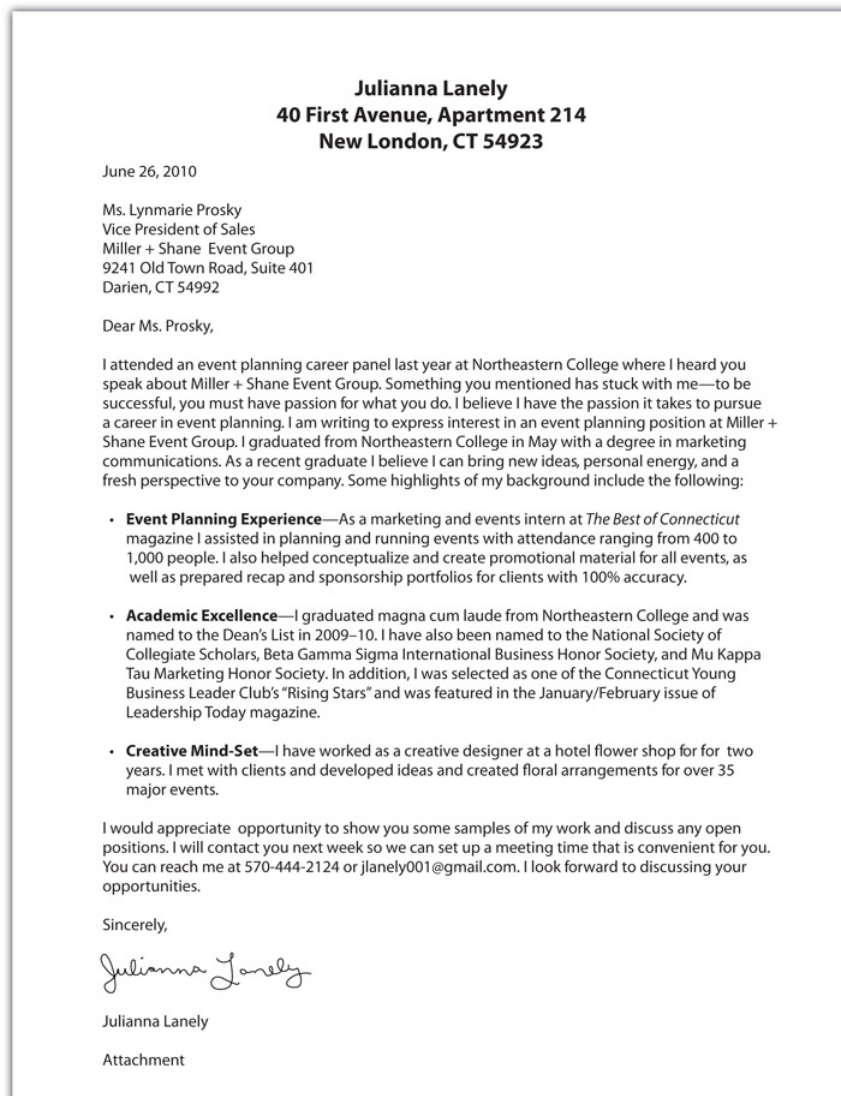 Julianna Lanely
40 First Avenue, Apartment 214
New London, CT 54923
June 26, 2010
Ms. Lynmarie Prosky
Vice President of Sales
Miller + Shane  Event Group
9241 Old Town Road, Suite 401
Darien, CT 54992
Dear Ms. Prosky,
I attended an event planning career panel last year at Northeastern College where I heard you
speak about Miller + Shane Event Group. Something you mentioned has stuck with me—to be
successful, you must have passion for what you do. I believe I have the passion it takes to pursue
a career in event planning. I am writing to express interest in an event planning position at Miller +
Shane Event Group. I graduated from Northeastern College in May with a degree in marketing
communications. As a recent graduate I believe I can bring new ideas, personal energy, and a
fresh perspective to your company. Some highlights of my background include the following:
• Event Planning Experience—As a marketing and events intern at The Best of Connecticut
magazine I assisted in planning and running events with attendance ranging from 400 to
1,000 people. I also helped conceptualize and create promotional material for all events, as
well as prepared recap and sponsorship portfolios for clients with 100% accuracy.
• Academic Excellence—I graduated magna cum laude from Northeastern College and was
named to the Dean's List in 2009–10. I have also been named to the National Society of
Collegiate Scholars, Beta Gamma Sigma International Business Honor Society, and Mu Kappa
Tau Marketing Honor Society. In addition, I was selected as one of the Connecticut Young
Business Leader Club's "Rising Stars" and was featured in the January/February issue of
Leadership Today magazine.
• Creative Mind-Set—I have worked as a creative designer at a hotel flower shop for for  two
years. I met with clients and developed ideas and created floral arrangements for over 35
major events.
I would appreciate  opportunity to show you some samples of my work and discuss any open
positions. I will contact you next week so we can set up a meeting time that is convenient for you.
You can reach me at 570-444-2124 or jlanely001@gmail.com. I look forward to discussing your
opportunities.
Sincerely,
Julianna Lanely
Julianna Lanely
Attachment